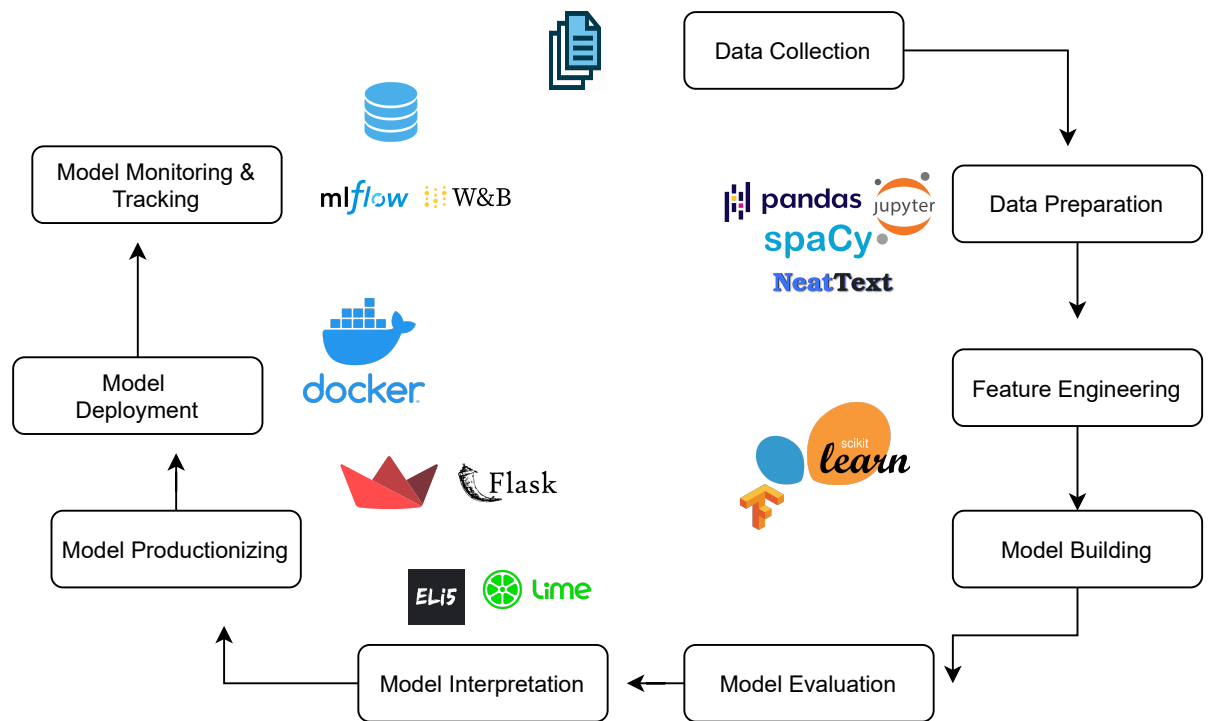 Data Collection
Model Monitoring &
Tracking
mlflow
W&B
pandas
jupyter
spaCy
NeatText
Data Preparation
docker
Model
Deployment
Feature Engineering
scikit
learn
Flask
Model Productionizing
Model Building
ELi5
Lime
Model Interpretation
Model Evaluation